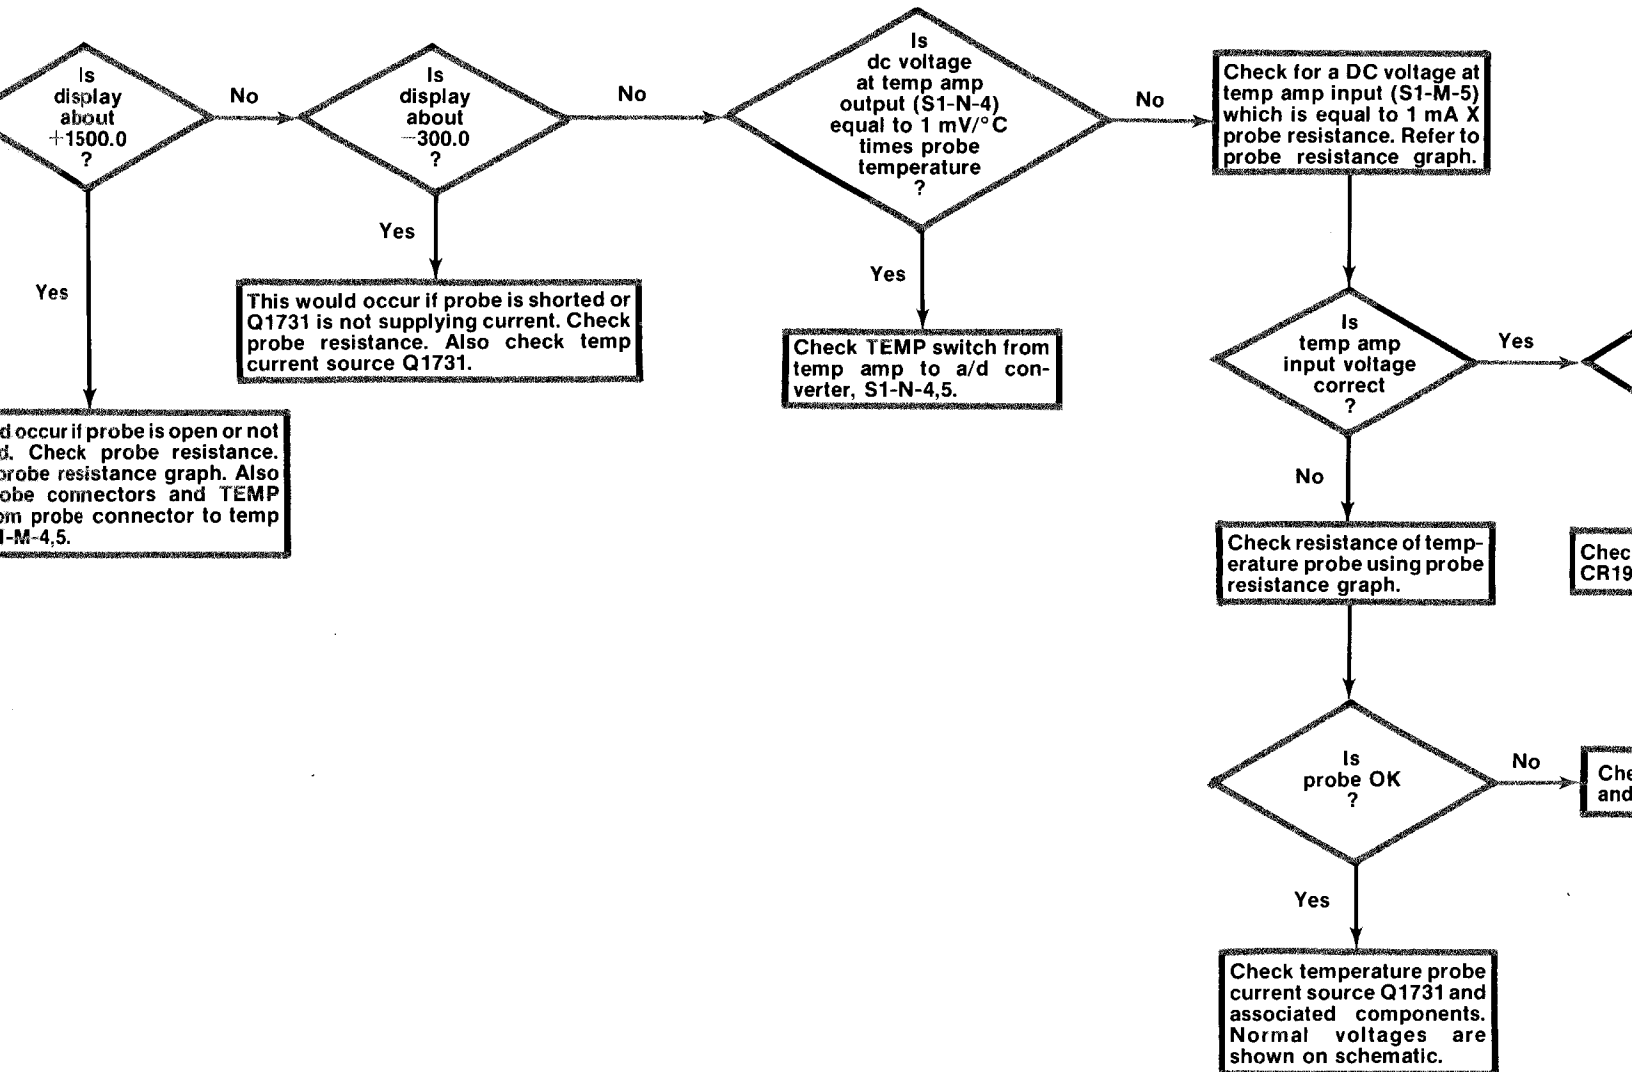 Is
display
about
+1500.0
?
No
Yes
Is
display
about
-300.0
?
No
Yes
Is
dc voltage
at temp amp
output (S1-N-4)
equal to 1 mV/°C
times probe
temperature
?
No
Yes
Check for a DC voltage at
temp amp input (S1-M-5)
which is equal to 1 mA X
probe resistance. Refer to
probe resistance graph.
This would occur if probe is shorted or
Q1731 is not supplying current. Check
probe resistance. Also check temp
current source Q1731.
Check TEMP switch from
temp amp to a/d con-
verter, S1-N-4,5.
Is
temp amp
input voltage
correct
?
Yes
No
occur if probe is open or not
Check probe resistance.
probe resistance graph. Also
connectors and TEMP
probe connector to temp
-M-4,5.
Check resistance of temp-
erature probe using probe
resistance graph.
Chec
CR19
Is
probe OK
?
No
Yes
Che
and
Check temperature probe
current source Q1731 and
associated components.
Normal voltages are
shown on schematic.